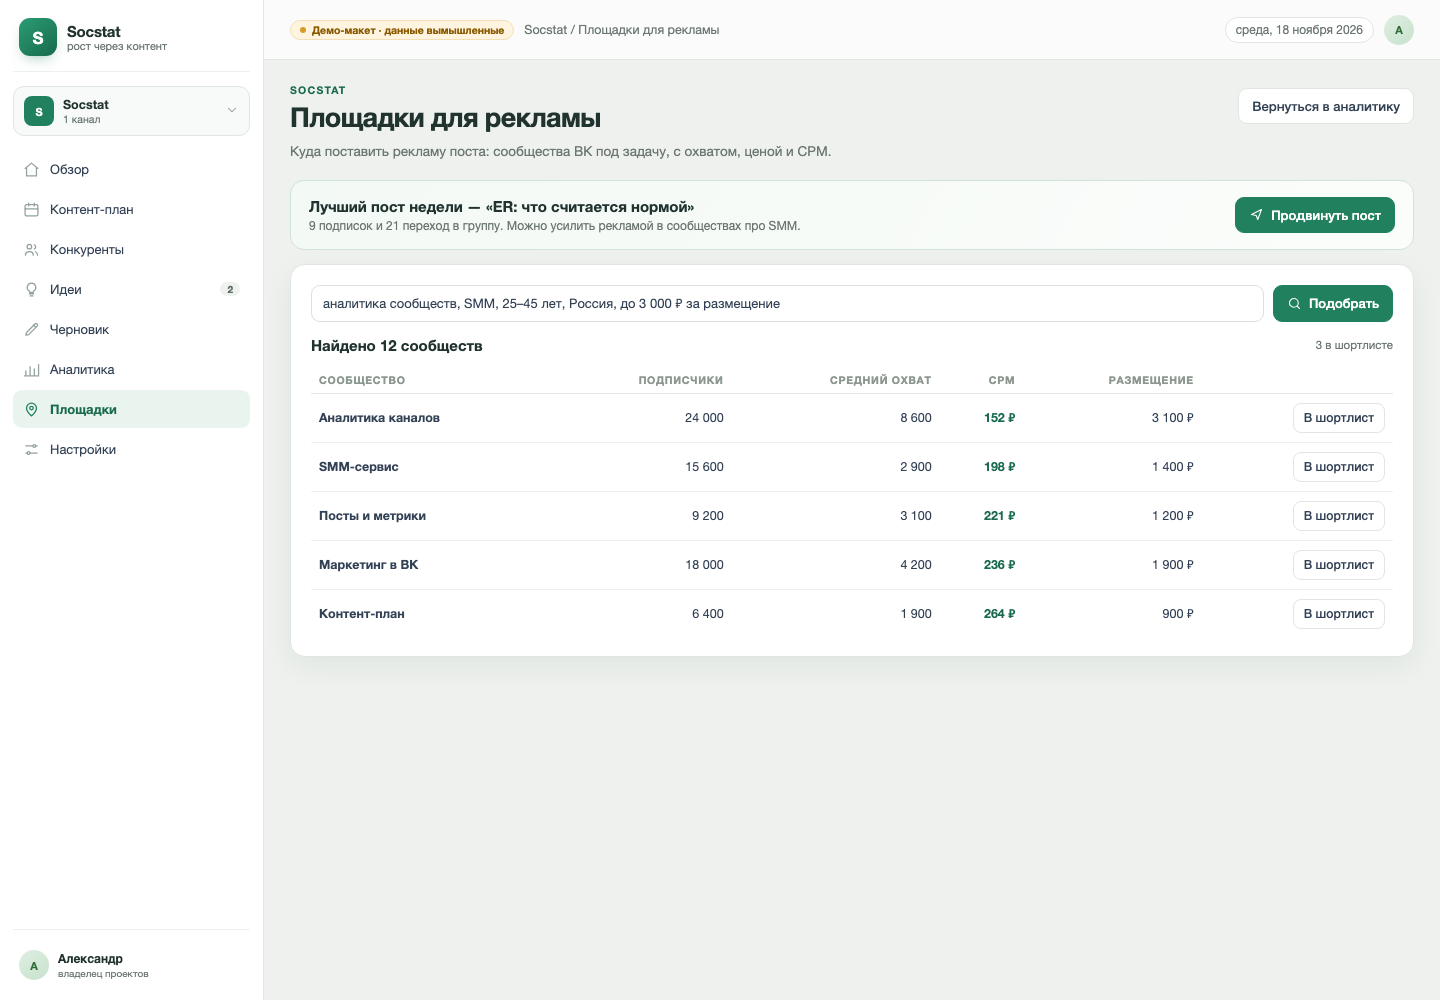 S
Socstat
рост через контент
S
Socstat
1 канал
Обзор
Контент-план
Конкуренты
Идеи 2
Черновик
Аналитика
Площадки
Настройки
А
Александр
владелец проектов
Демо-макет · данные вымышленные Socstat / Площадки для рекламы среда, 18 ноября 2026 А
SOCSTAT
Площадки для рекламы
Куда поставить рекламу поста: сообщества ВК под задачу, с охватом, ценой и CPM.
Вернуться в аналитику
Лучший пост недели — «ER: что считается нормой»
9 подписок и 21 переход в группу. Можно усилить рекламой в сообществах про SMM.
Продвинуть пост
аналитика сообществ, SMM, 25–45 лет, Россия, до 3 000 ₽ за размещение Подобрать
Найдено 12 сообществ 3 в шортлисте
СООБЩЕСТВО ПОДПИСЧИКИ СРЕДНИЙ ОХВАТ CPM РАЗМЕЩЕНИЕ
Аналитика каналов 24 000 8 600 152 ₽ 3 100 ₽ В шортлист
SMM-сервис 15 600 2 900 198 ₽ 1 400 ₽ В шортлист
Посты и метрики 9 200 3 100 221 ₽ 1 200 ₽ В шортлист
Маркетинг в ВК 18 000 4 200 236 ₽ 1 900 ₽ В шортлист
Контент-план 6 400 1 900 264 ₽ 900 ₽ В шортлист